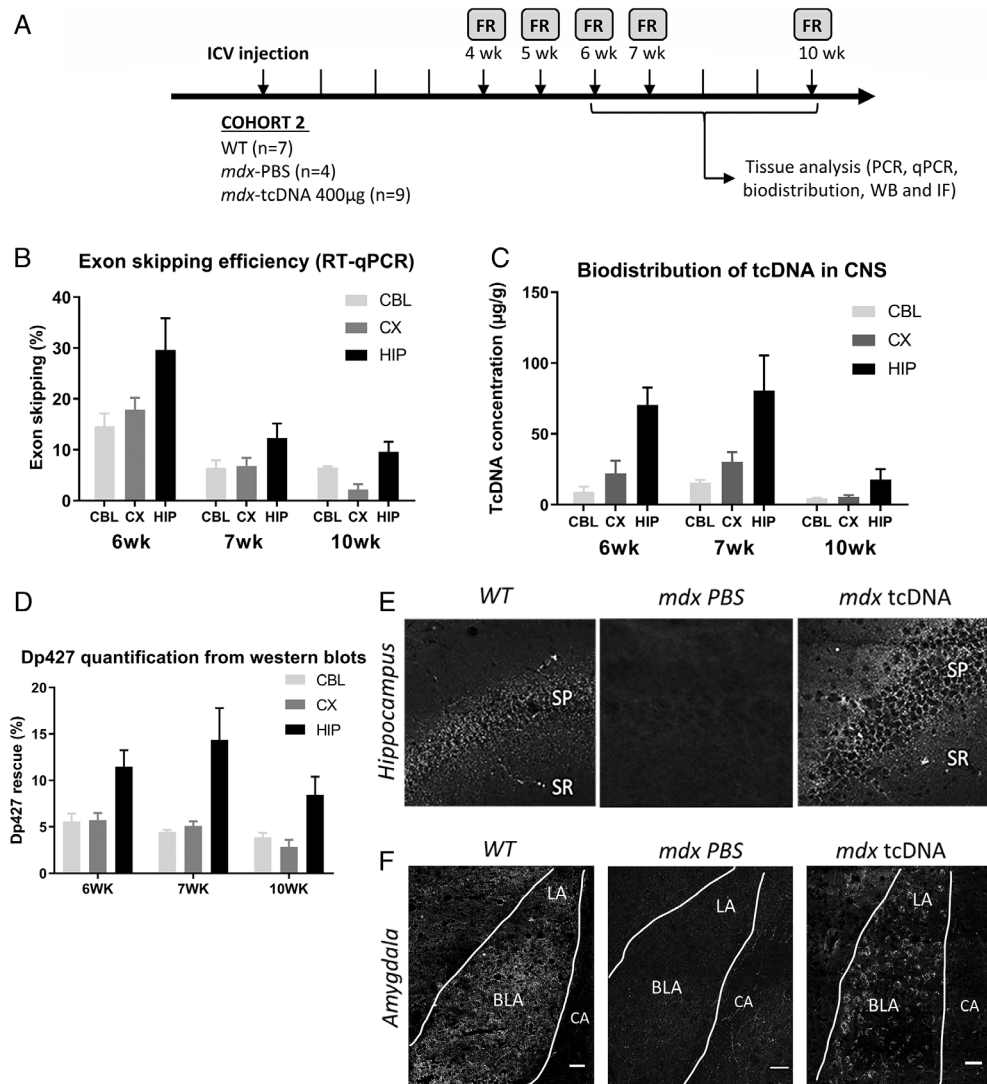 A
FR FR FR FR FR
ICV injection 4 wk 5 wk 6 wk 7 wk 10 wk
COHORT 2
WT (n=7)
mdx-PBS (n=4)
mdx-tcDNA 400µg (n=9)
Tissue analysis (PCR, qPCR,
biodistribution, WB and IF)
B
Exon skipping efficiency (RT-qPCR)
Exon skipping (%)
40
30
20
10
0
CBL
CX
HIP
CBL CX HIP CBL CX HIP CBL CX HIP
6wk 7wk 10wk
C
Biodistribution of tcDNA in CNS
TcDNA concentration (µg/g)
150
100
50
0
CBL
CX
HIP
CBL CX HIP CBL CX HIP CBL CX HIP
6wk 7wk 10wk
D
Dp427 quantification from western blots
Dp427 rescue (%)
20
15
10
5
0
CBL
CX
HIP
6WK 7WK 10WK
E
WT mdx PBS mdx tcDNA
Hippocampus
SP
SR
SP
SR
F
WT mdx PBS mdx tcDNA
Amygdala
LA
BLA
CA
LA
BLA
CA
LA
BLA
CA